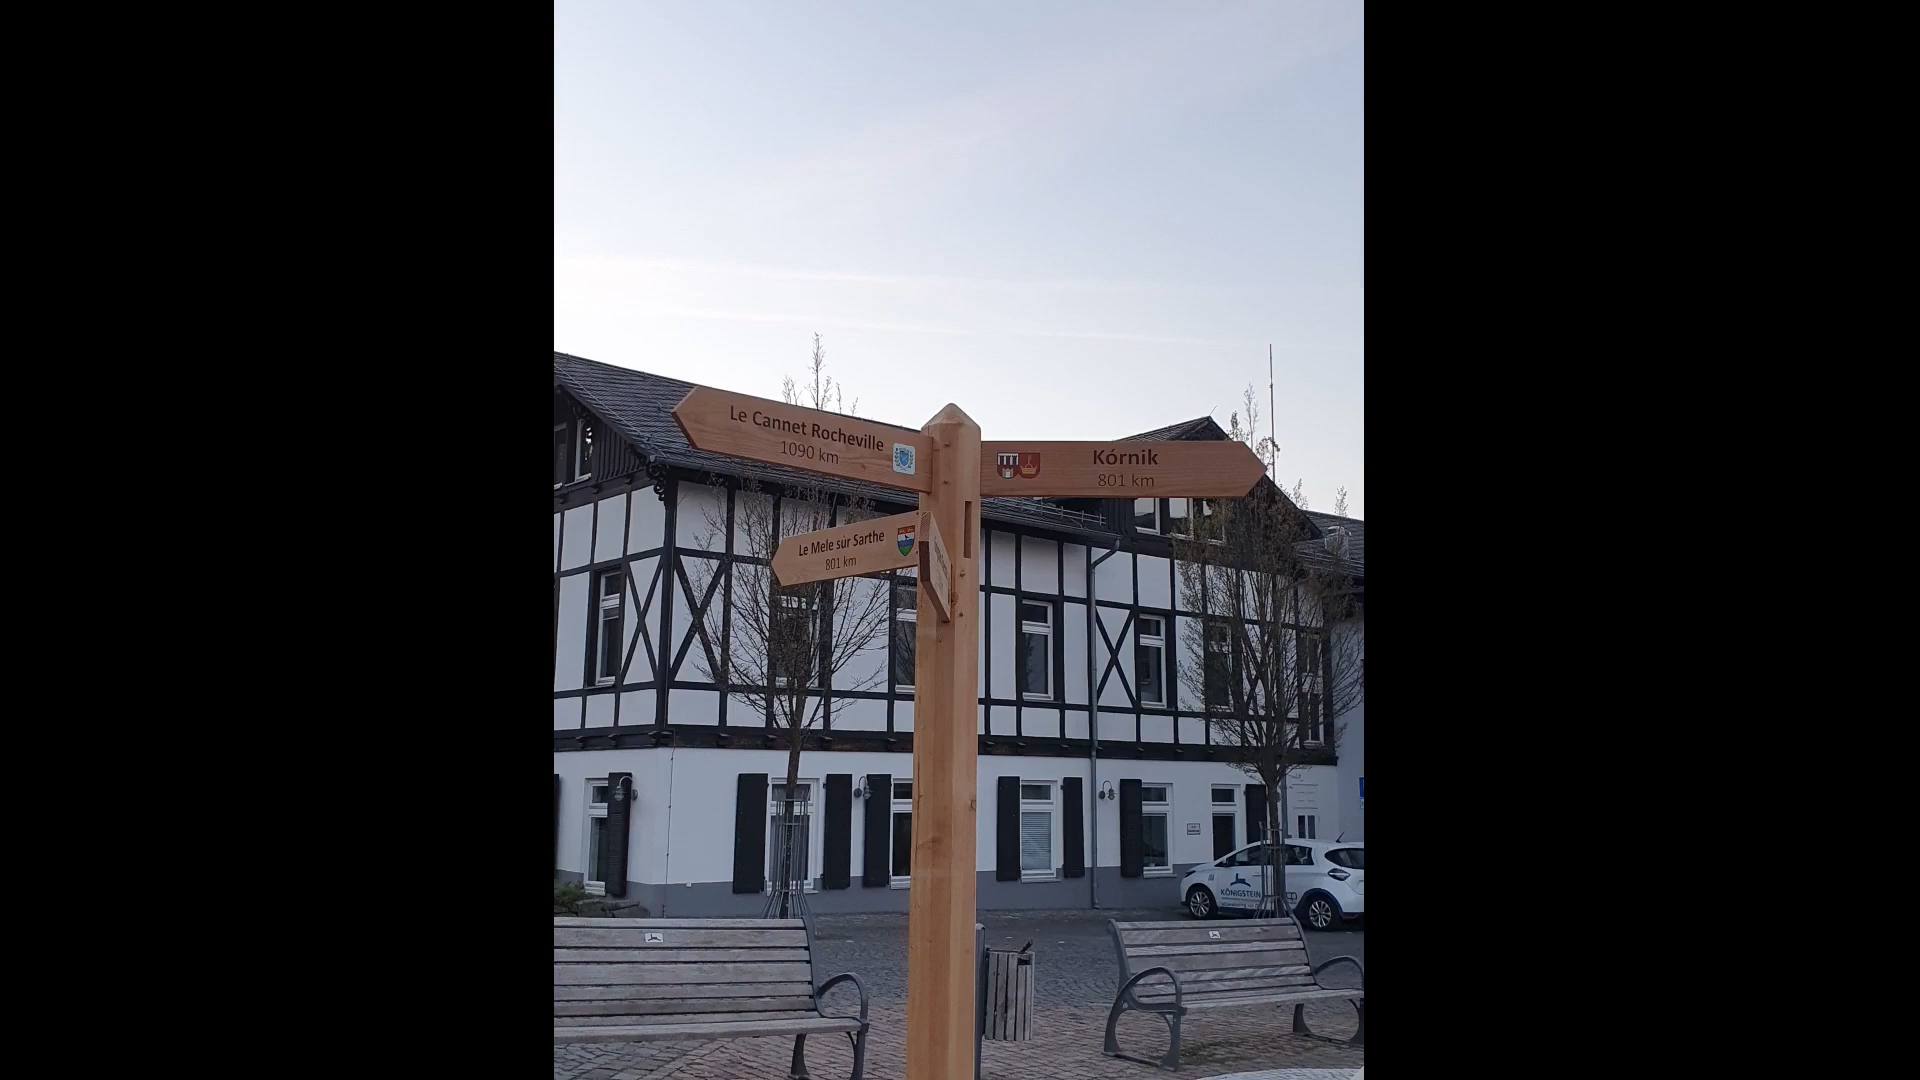 Le Cannet Rocheville
1090 km
Kórnik
801 km
Le Mele sur Sarthe
801 km
KÖNIGSTEIN